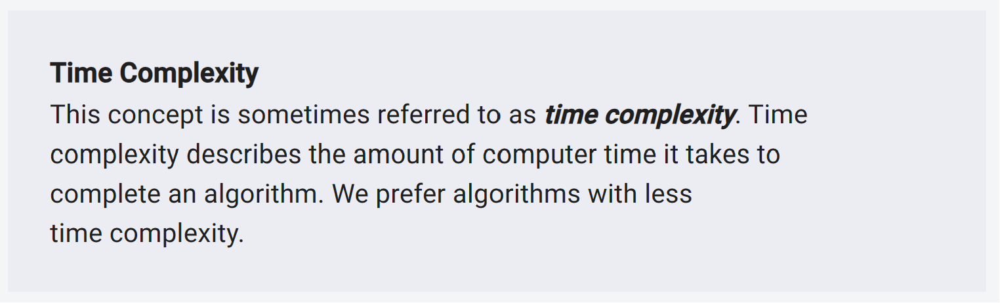 Time Complexity
This concept is sometimes referred to as time complexity. Time
complexity describes the amount of computer time it takes to
complete an algorithm. We prefer algorithms with less
time complexity.